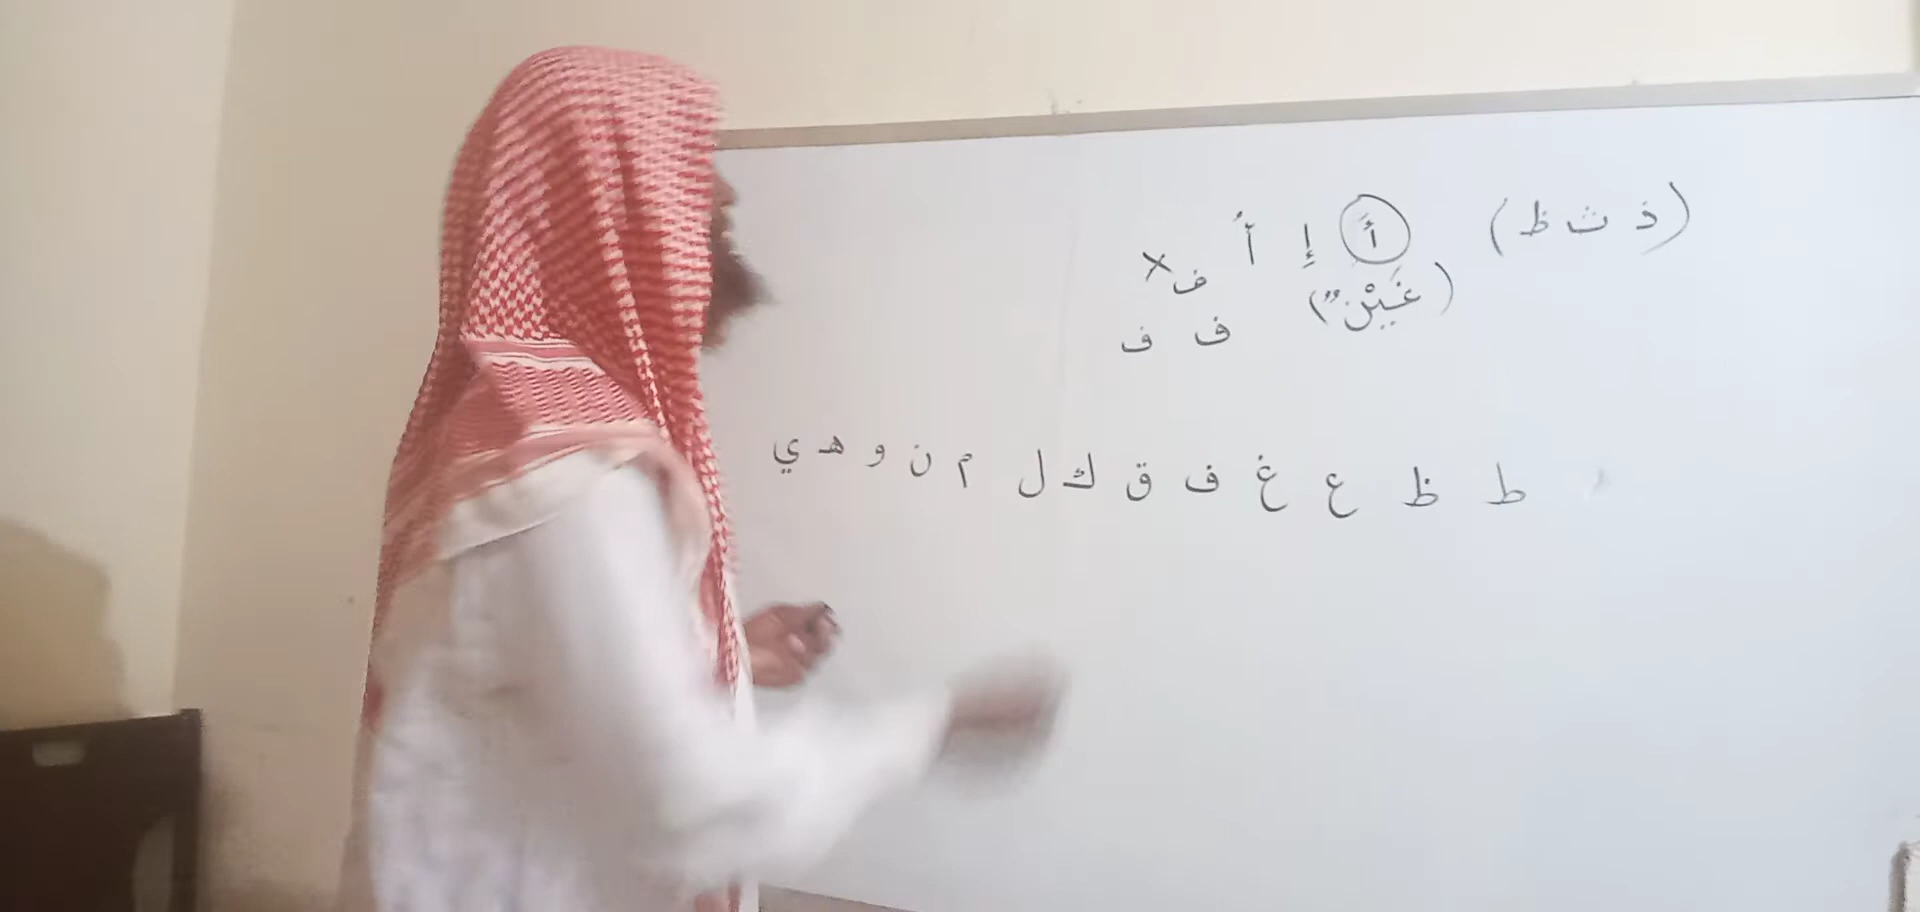 (ذ ث ظ) أَ إِ أُ
ف ×
(غَيْنٌ)
ف ف
ط ظ ع غ ف ق ك ل م ن و هـ ي